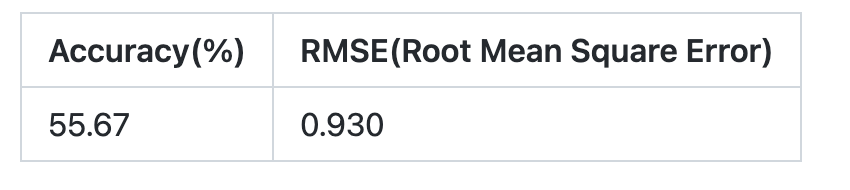 Accuracy(%) RMSE(Root Mean Square Error)
55.67 0.930